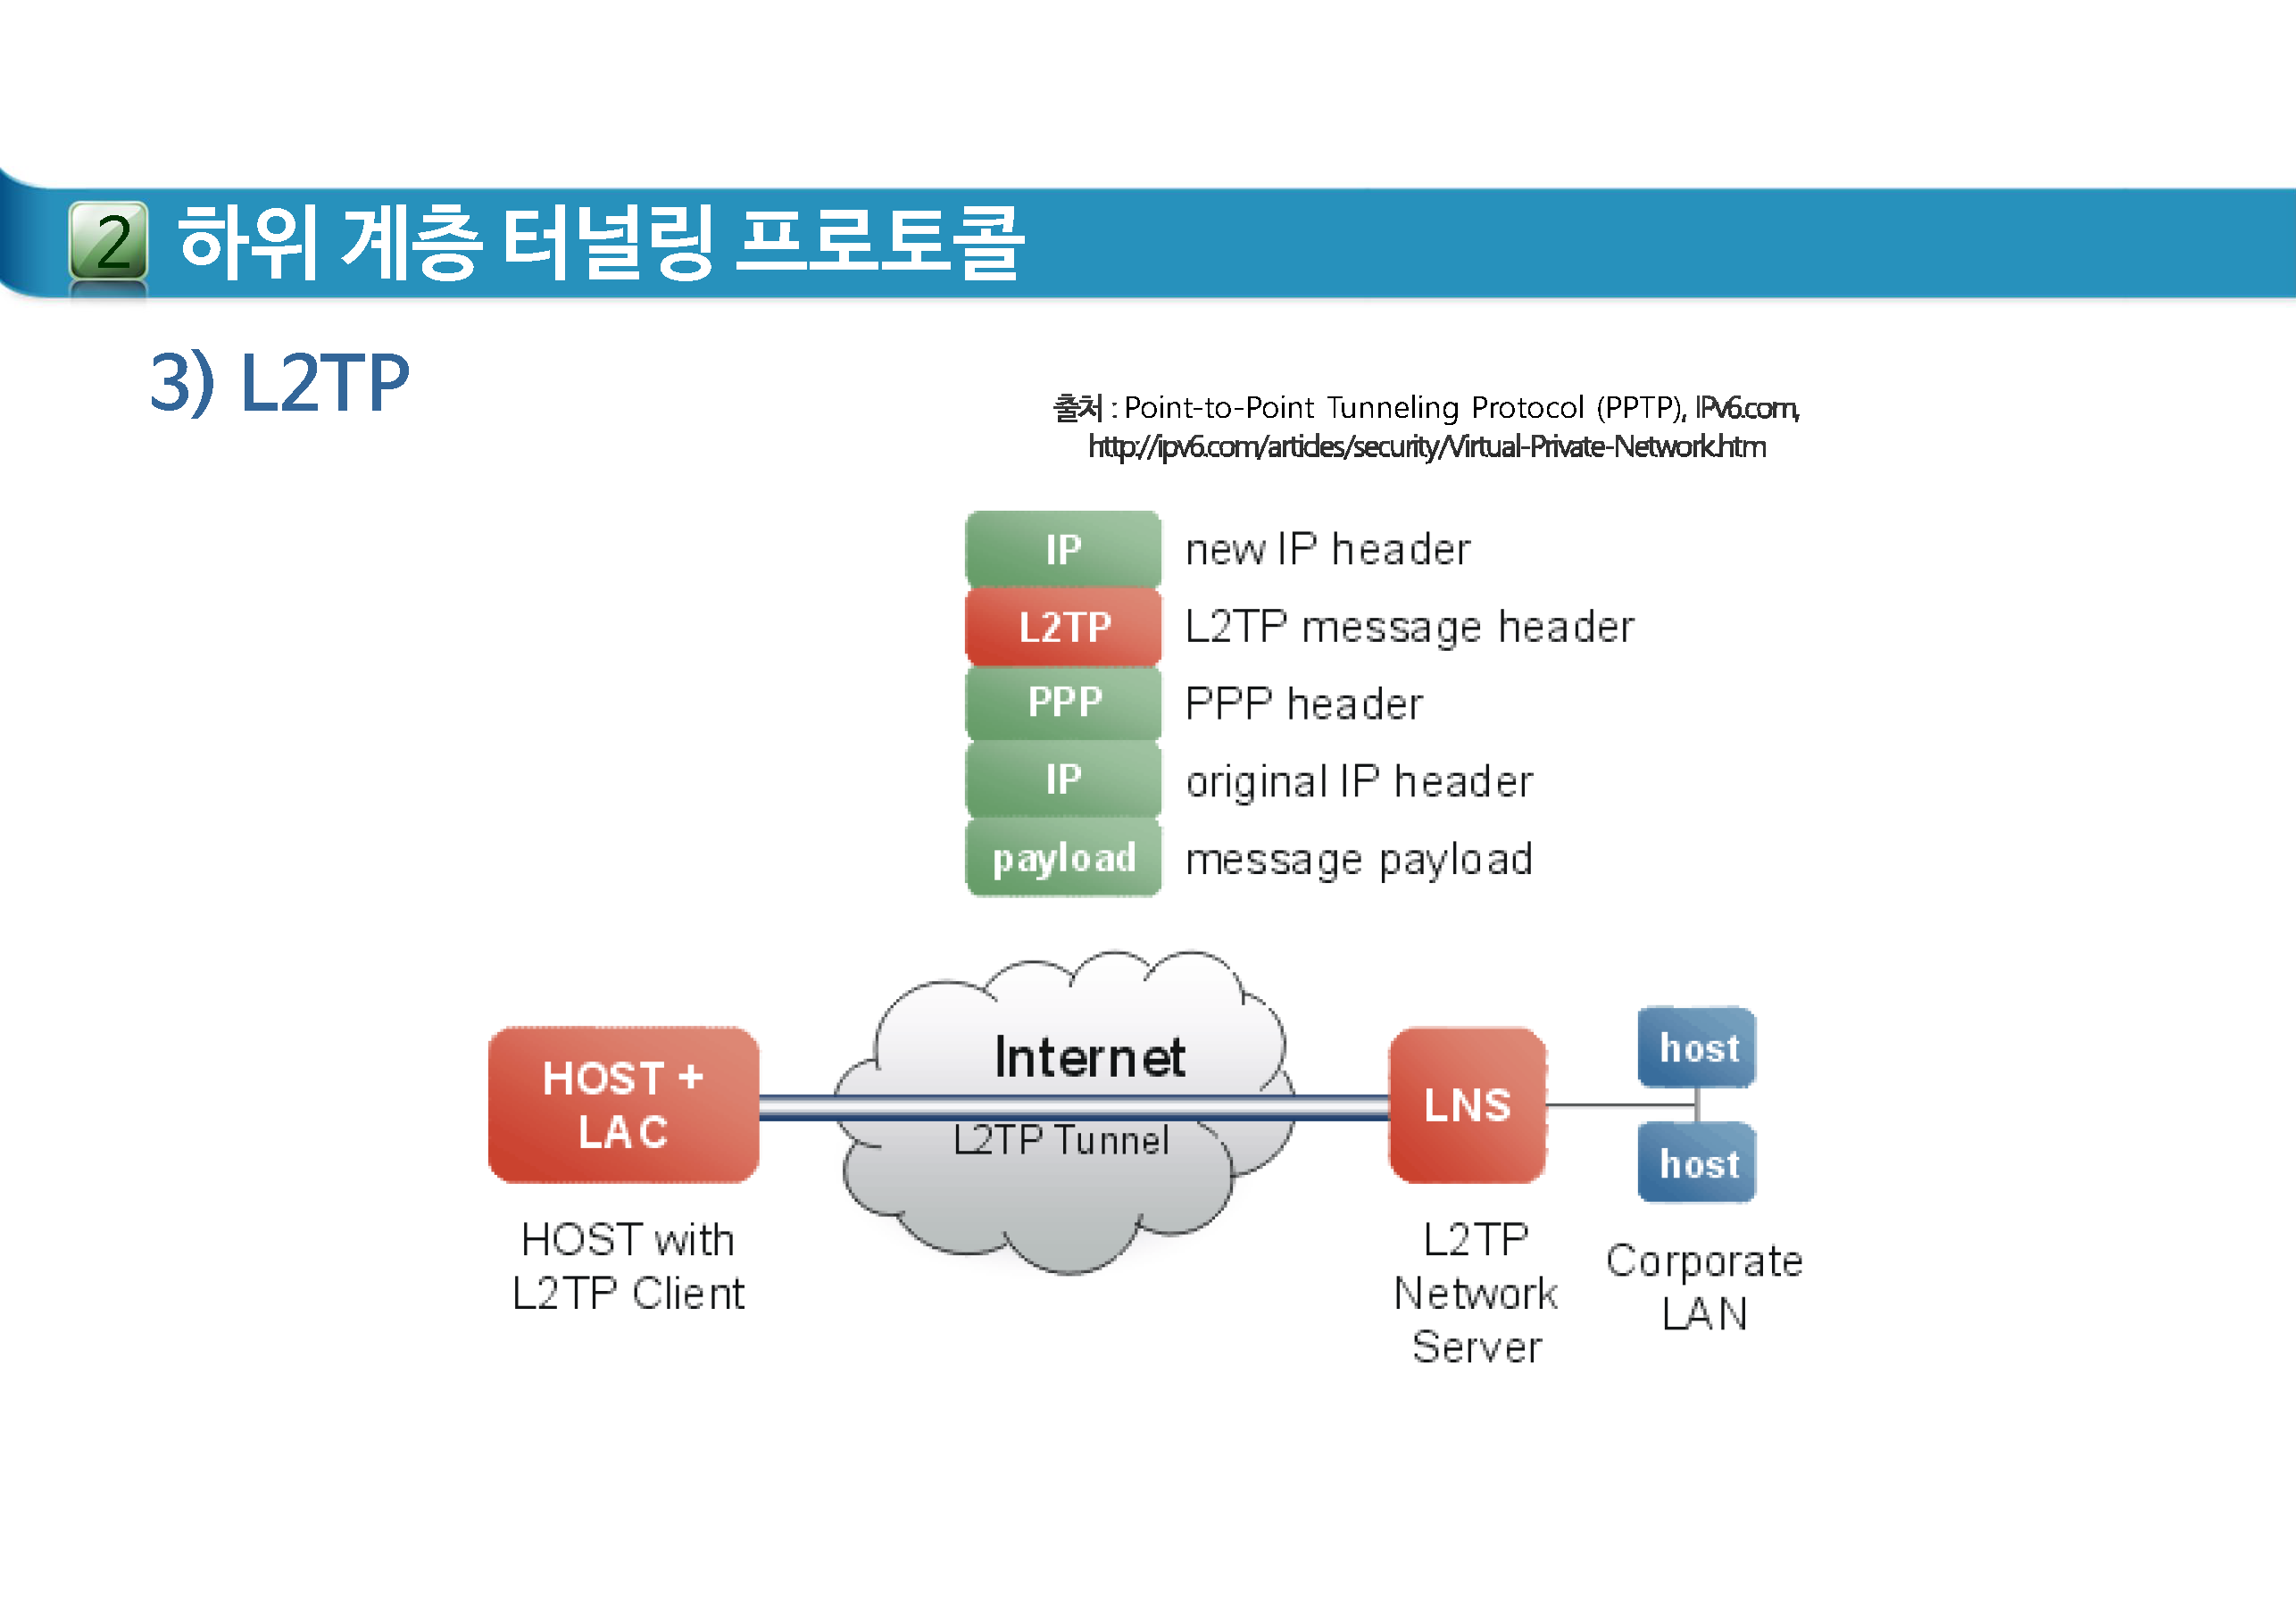 2 하위 계층 터널링 프로토콜
3) L2TP
출처 : Point-to-Point Tunneling Protocol (PPTP), IPv6.com,
http://ipv6.com/articles/security/Virtual-Private-Network.htm
IP new IP header
L2TP L2TP message header
PPP PPP header
IP original IP header
payload message payload
HOST +
LAC
Internet
L2TP Tunnel
LNS
host
host
HOST with
L2TP Client
L2TP
Network
Server
Corporate
LAN